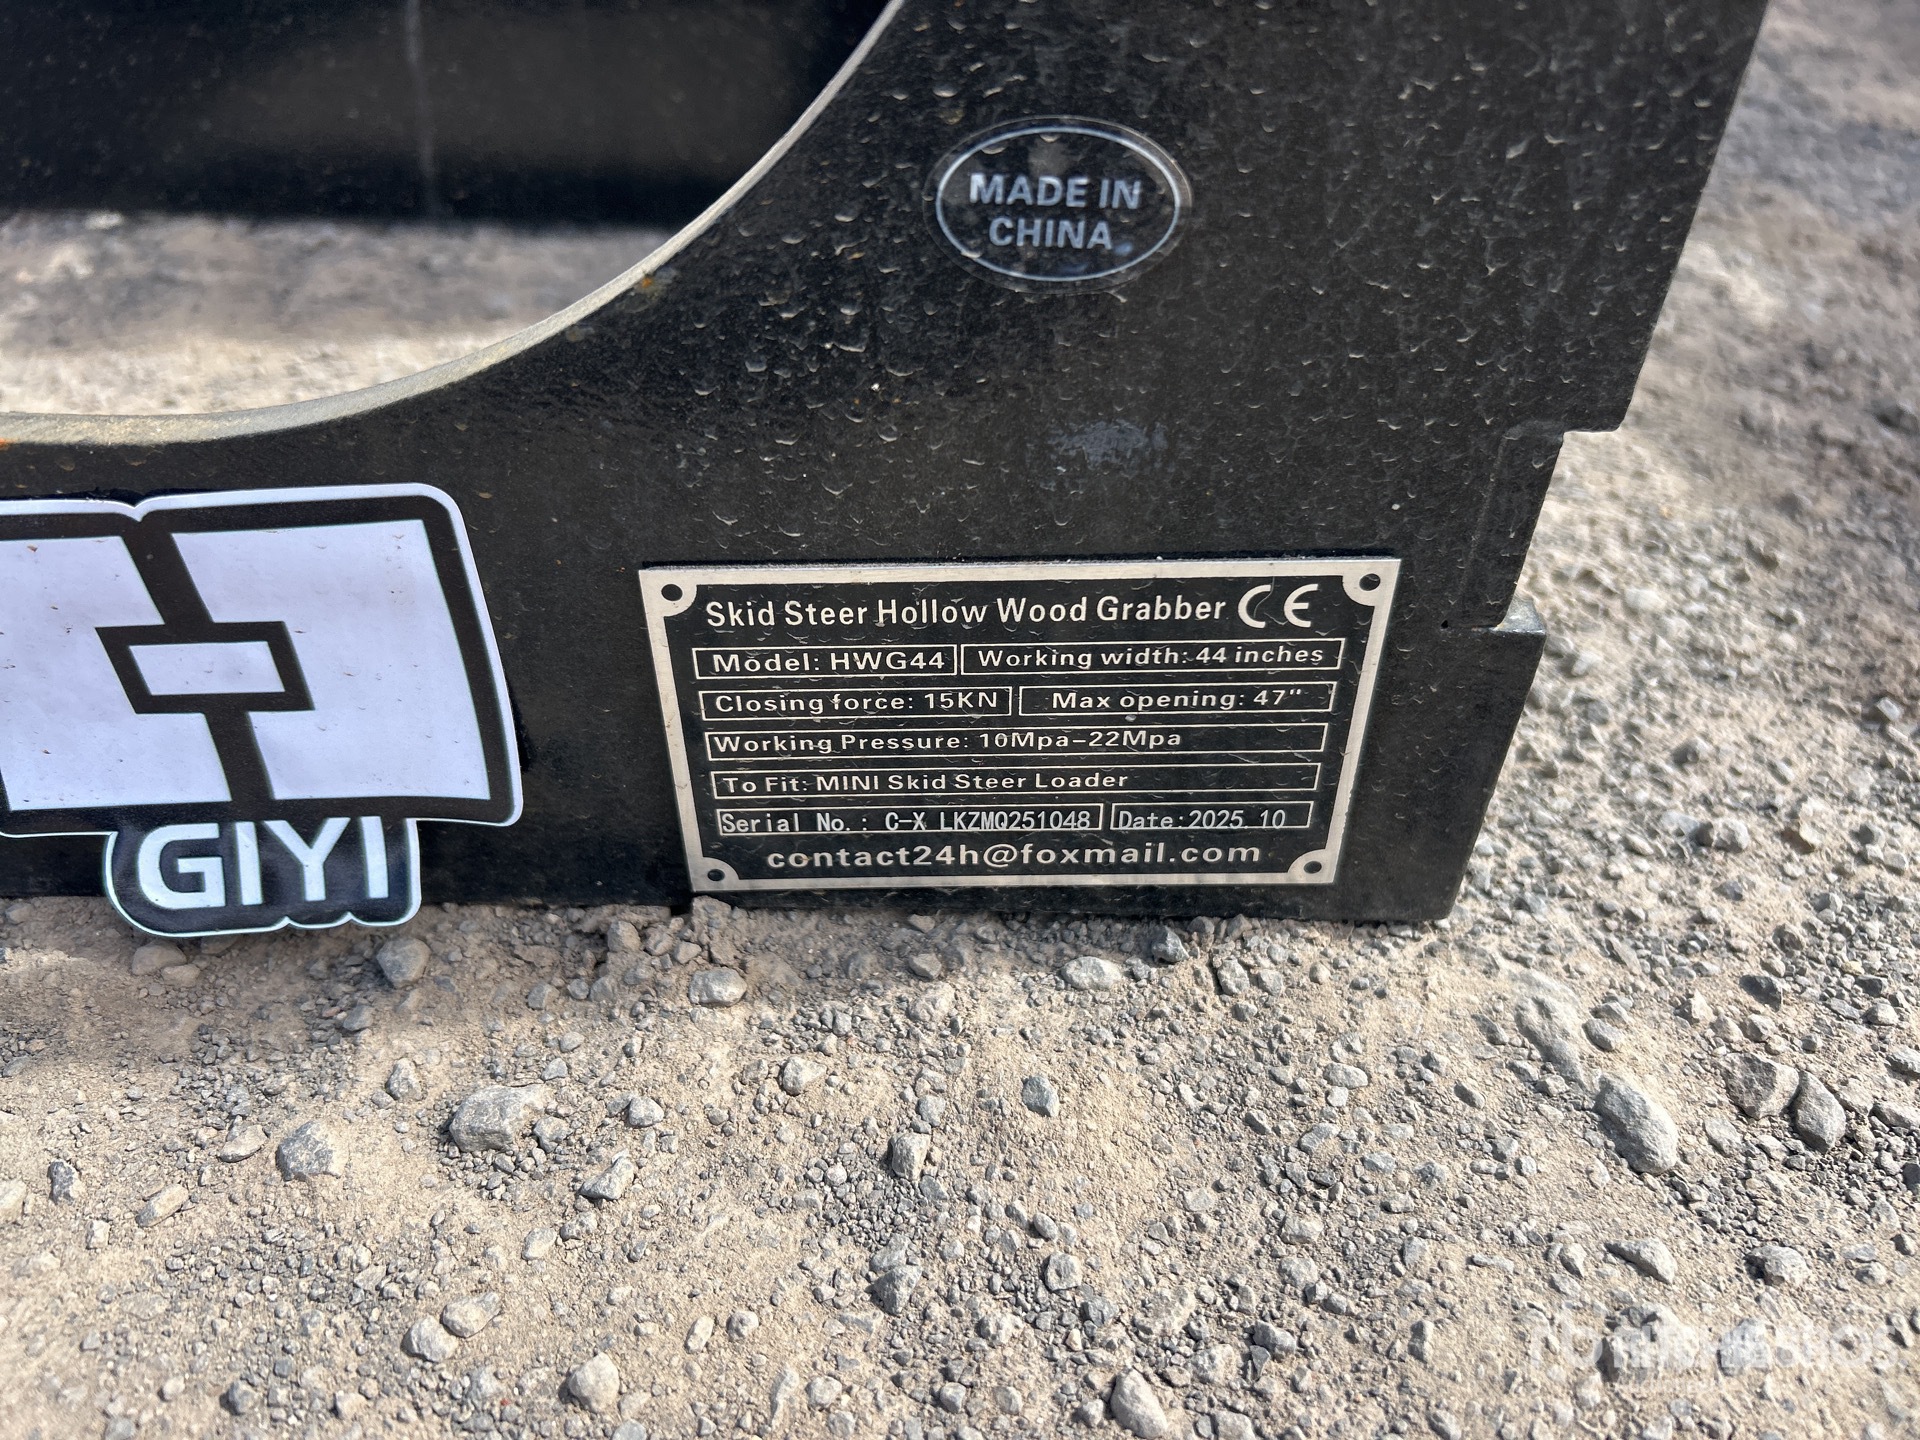 MADE IN
CHINA
GIYI
Skid Steer Hollow Wood Grabber CE
Model: HWG44 Working width: 44 inches
Closing force: 15KN Max opening: 47"
Working Pressure: 10Mpa-22Mpa
To Fit: MINI Skid Steer Loader
Serial No.: C-X LKZMQ251048 Date: 2025.10
contact24h@foxmail.com